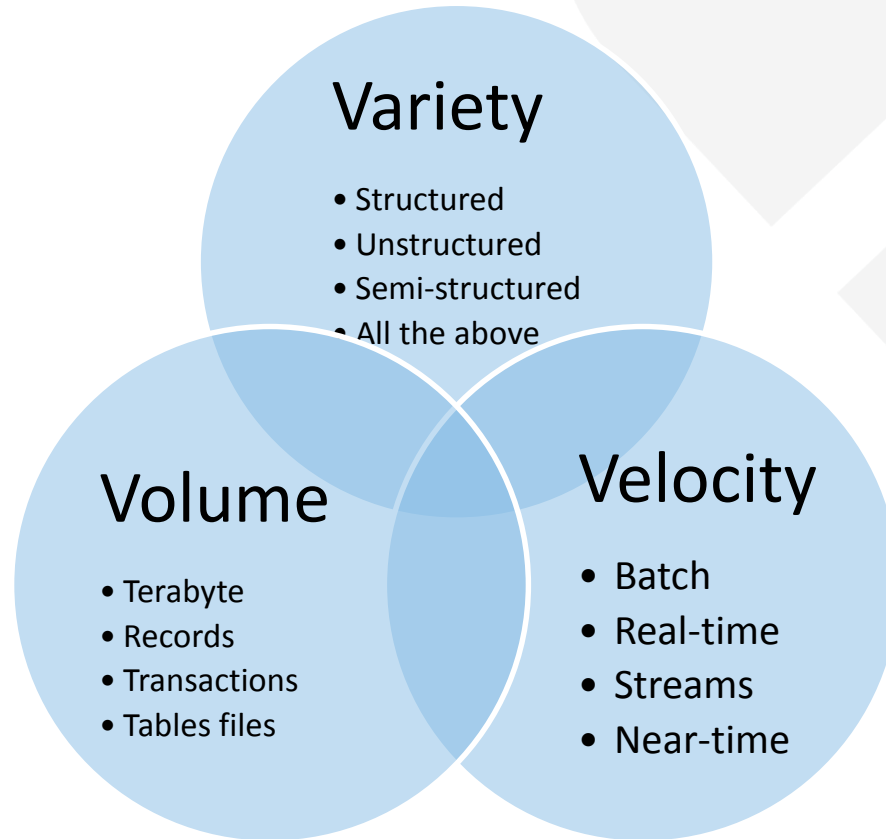 Variety
• Structured
• Unstructured
• Semi-structured
• All the above
Volume
• Terabyte
• Records
• Transactions
• Tables files
Velocity
• Batch
• Real-time
• Streams
• Near-time